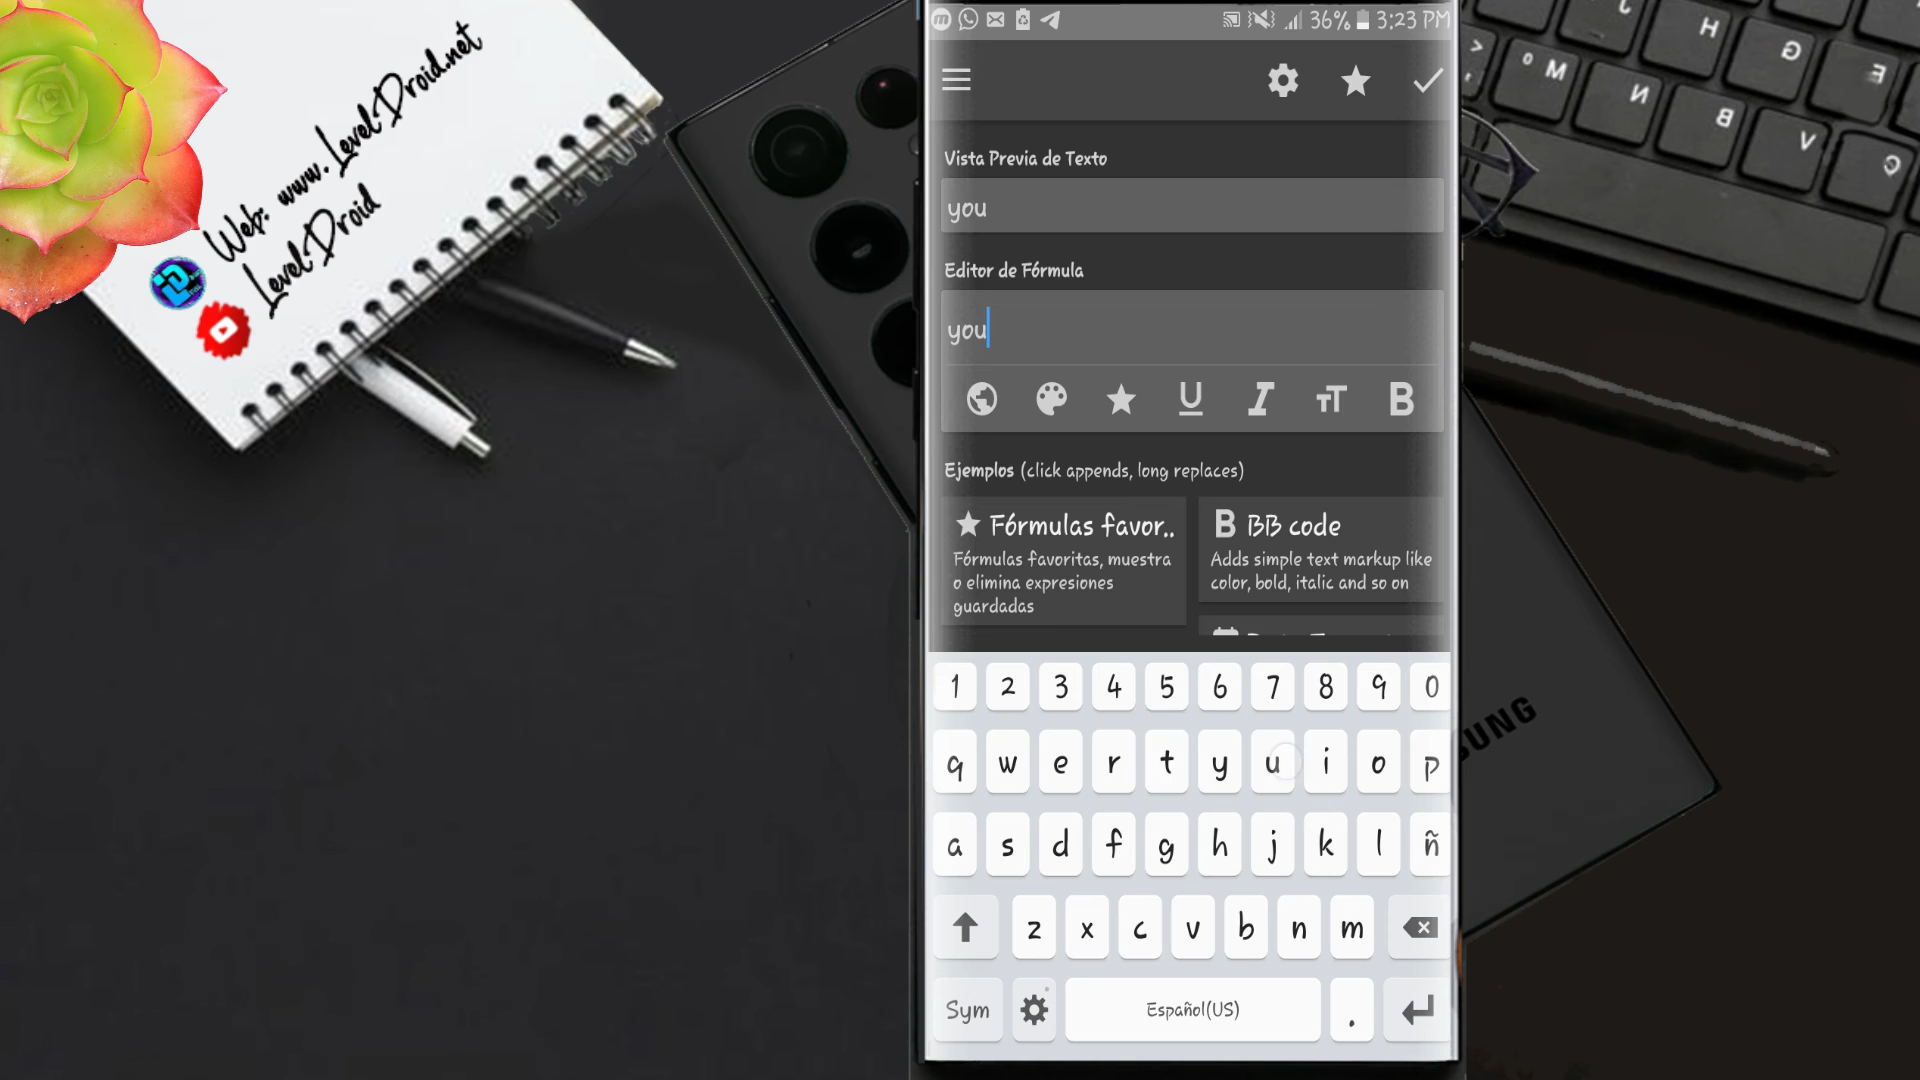 Web: www.LevelDroid.net
LevelDroid
36% 3:23 PM
Vista Previa de Texto
you
Editor de Fórmula
you
U I TT B
Ejemplos (click appends, long replaces)
Fórmulas favor..
Fórmulas favoritas, muestra
o elimina expresiones
guardadas
B BB code
Adds simple text markup like
color, bold, italic and so on
1 2 3 4 5 6 7 8 9 0
q w e r t y u i o p
a s d f g h j k l ñ
z x c v b n m
Sym Español(US) .
SUNG
J H G E
M N B V C